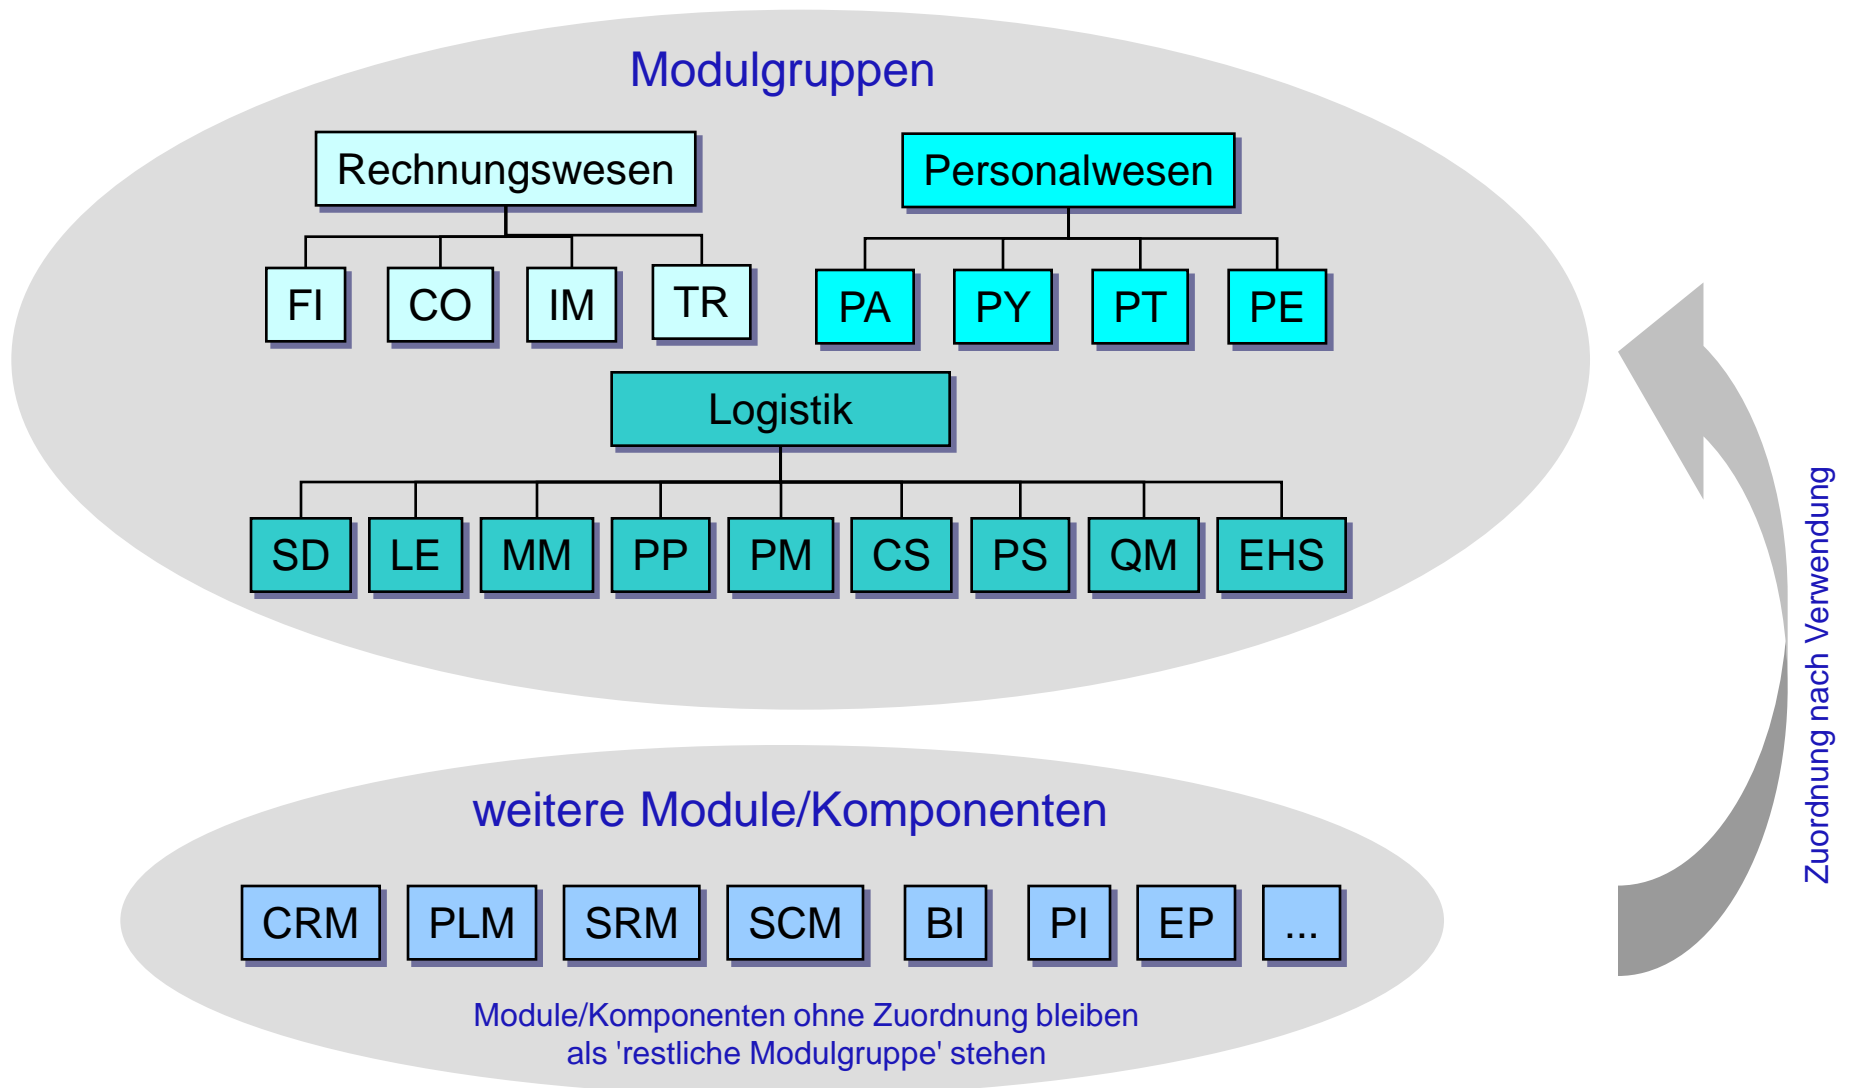 Modulgruppen
Rechnungswesen
Personalwesen
FI CO IM TR
PA PY PT PE
Logistik
SD LE MM PP PM CS PS QM EHS
Zuordnung nach Verwendung
weitere Module/Komponenten
CRM PLM SRM SCM BI PI EP ...
Module/Komponenten ohne Zuordnung bleiben
als 'restliche Modulgruppe' stehen